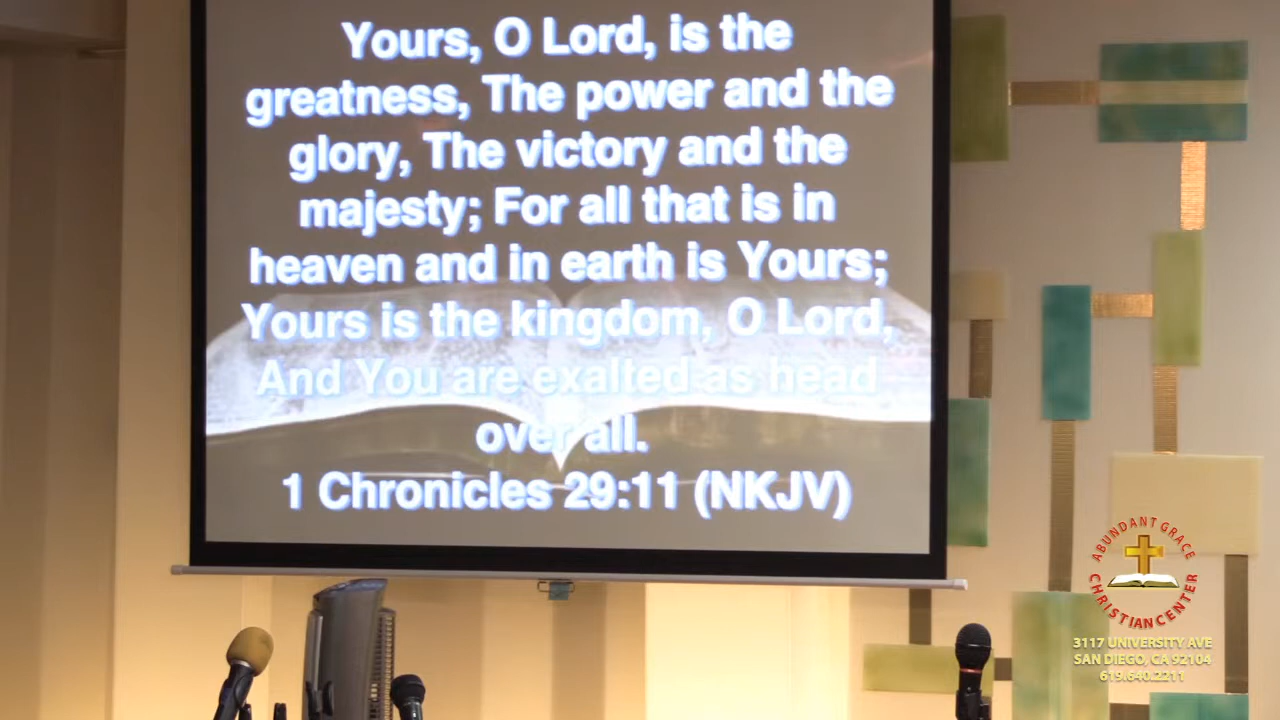 Yours, O Lord, is the
greatness, The power and the
glory, The victory and the
majesty; For all that is in
heaven and in earth is Yours;
Yours is the kingdom, O Lord,
And You are exalted as head
over all.
1 Chronicles 29:11 (NKJV)
ABUNDANT GRACE
CHRISTIAN CENTER
3117 UNIVERSITY AVE
SAN DIEGO, CA 92104
619.640.2211